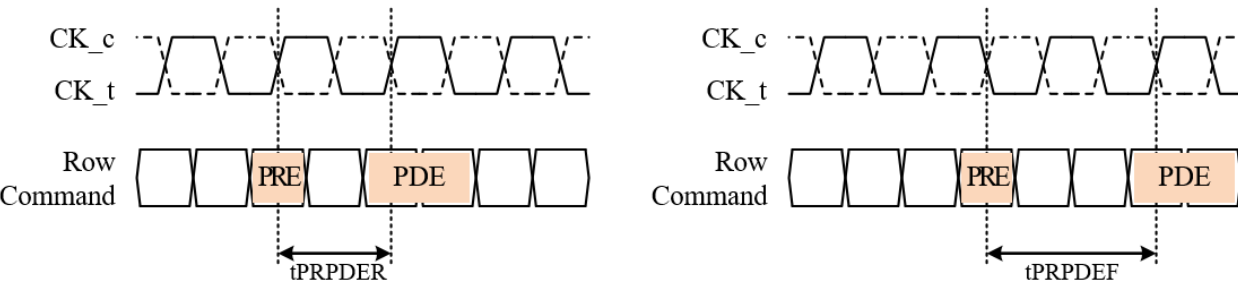 CK_c
CK_t
Row
Command
PRE
PDE
tPRPDER
CK_c
CK_t
Row
Command
PRE
PDE
tPRPDEF